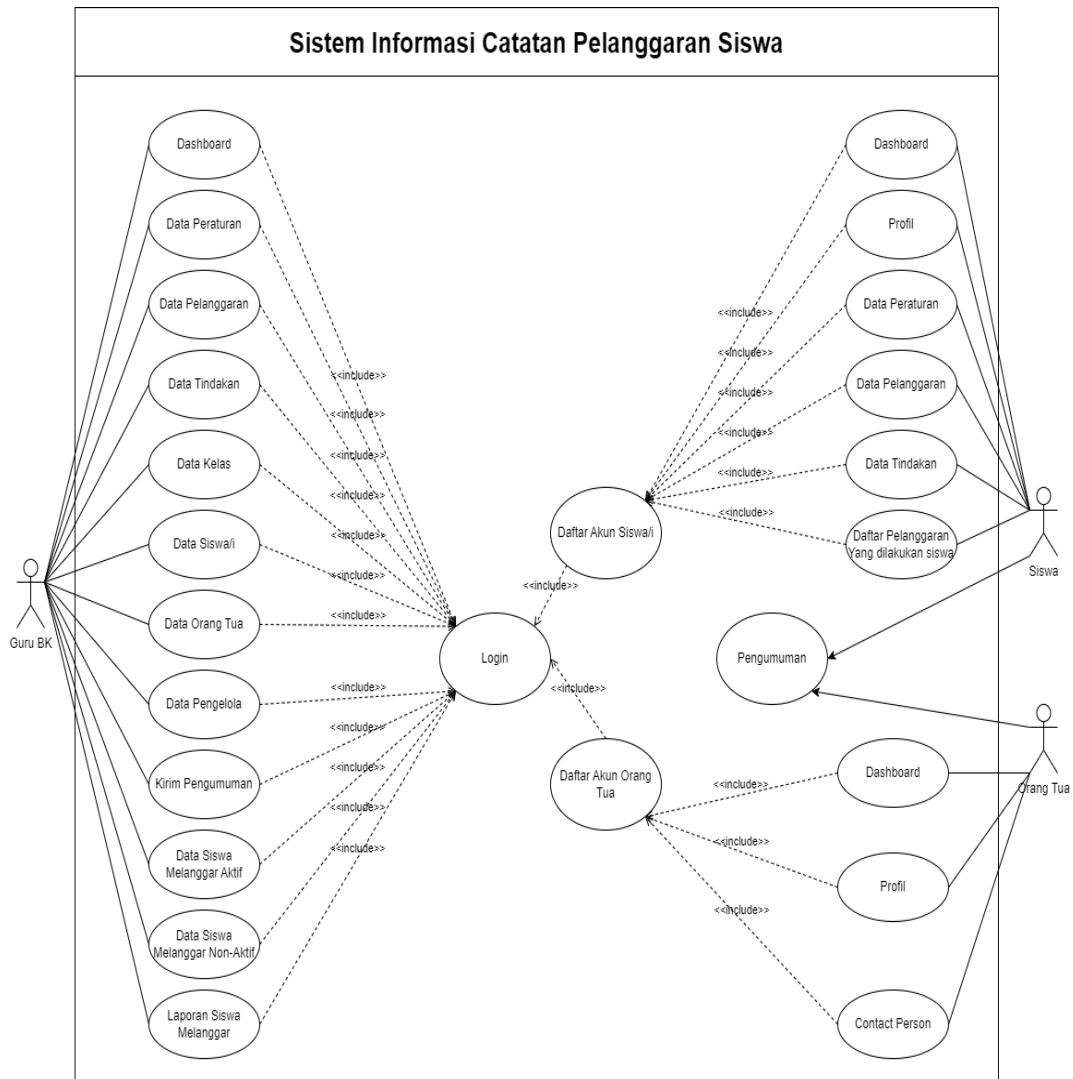 Sistem Informasi Catatan Pelanggaran Siswa
Dashboard
Data Peraturan
Data Pelanggaran
Data Tindakan
Data Kelas
Data Siswa/i
Data Orang Tua
Data Pengelola
Kirim Pengumuman
Data Siswa
Melanggar Aktif
Data Siswa
Melanggar Non-Aktif
Laporan Siswa
Melanggar
Guru BK
<<include>>
<<include>>
<<include>>
<<include>>
<<include>>
<<include>>
<<include>>
<<include>>
<<include>>
<<include>>
<<include>>
<<include>>
Login
<<include>>
<<include>>
Daftar Akun Siswa/i
Daftar Akun Orang
Tua
<<include>>
<<include>>
<<include>>
<<include>>
<<include>>
<<include>>
Dashboard
Profil
Data Peraturan
Data Pelanggaran
Data Tindakan
Daftar Pelanggaran
Yang dilakukan siswa
Siswa
Pengumuman
<<include>>
<<include>>
<<include>>
Dashboard
Profil
Contact Person
Orang Tua